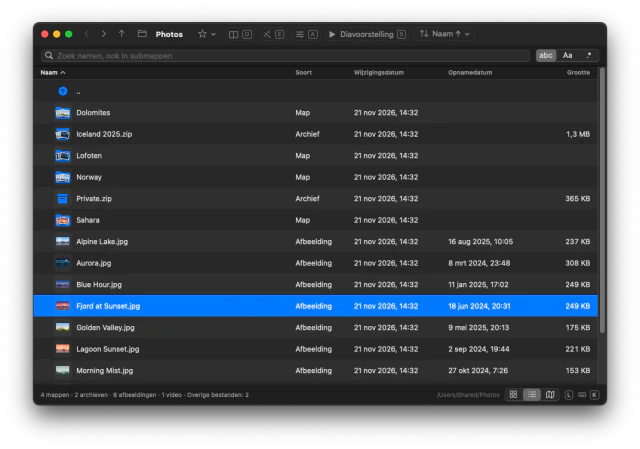 Photos D S A Diavoorstelling S Naam
Zoek namen, ook in submappen abc Aa .*
Naam Soort Wijzigingsdatum Opnamedatum Grootte
..
Dolomites Map 21 nov 2026, 14:32
Iceland 2025.zip Archief 21 nov 2026, 14:32 1,3 MB
Lofoten Map 21 nov 2026, 14:32
Norway Map 21 nov 2026, 14:32
Private.zip Archief 21 nov 2026, 14:32 365 KB
Sahara Map 21 nov 2026, 14:32
Alpine Lake.jpg Afbeelding 21 nov 2026, 14:32 16 aug 2025, 10:05 237 KB
Aurora.jpg Afbeelding 21 nov 2026, 14:32 8 mrt 2024, 23:48 308 KB
Blue Hour.jpg Afbeelding 21 nov 2026, 14:32 11 jan 2025, 17:02 249 KB
Fjord at Sunset.jpg Afbeelding 21 nov 2026, 14:32 18 jun 2024, 20:31 249 KB
Golden Valley.jpg Afbeelding 21 nov 2026, 14:32 9 mei 2025, 20:13 175 KB
Lagoon Sunset.jpg Afbeelding 21 nov 2026, 14:32 2 sep 2024, 19:44 221 KB
Morning Mist.jpg Afbeelding 21 nov 2026, 14:32 27 okt 2024, 7:26 153 KB
4 mappen · 2 archieven · 8 afbeeldingen · 1 video · Overige bestanden: 2 /Users/Shared/Photos L K